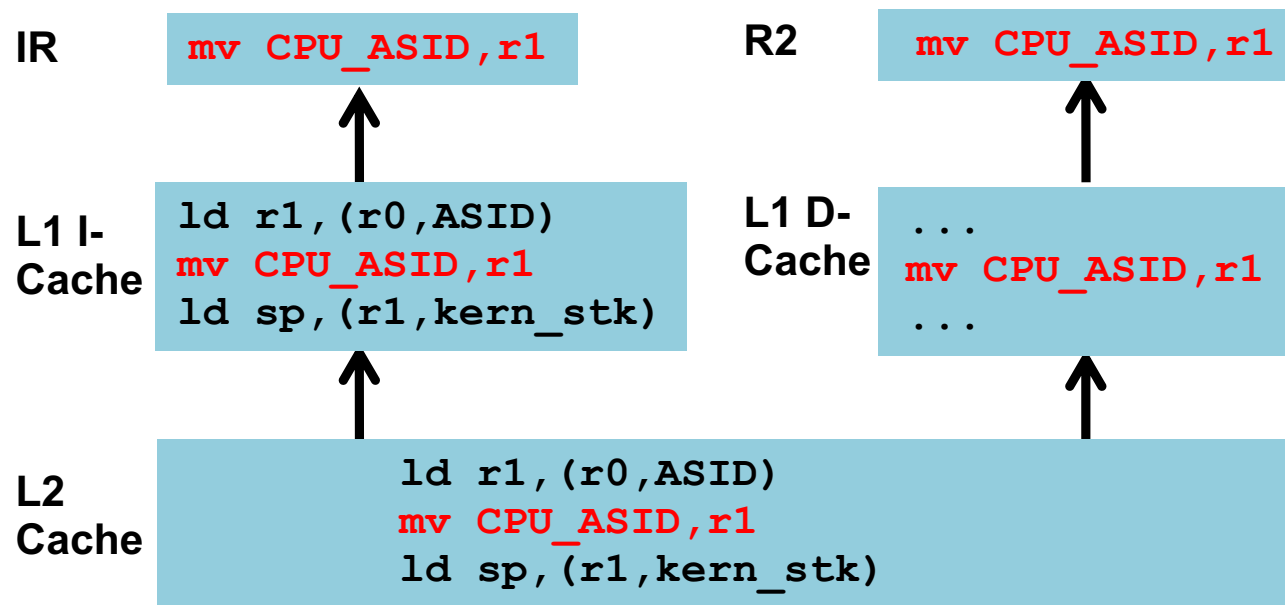 IR
mv CPU_ASID,r1
R2
mv CPU_ASID,r1
L1 I-
Cache
ld r1,(r0,ASID)
mv CPU_ASID,r1
ld sp,(r1,kern_stk)
L1 D-
Cache
...
mv CPU_ASID,r1
...
L2
Cache
ld r1,(r0,ASID)
mv CPU_ASID,r1
ld sp,(r1,kern_stk)